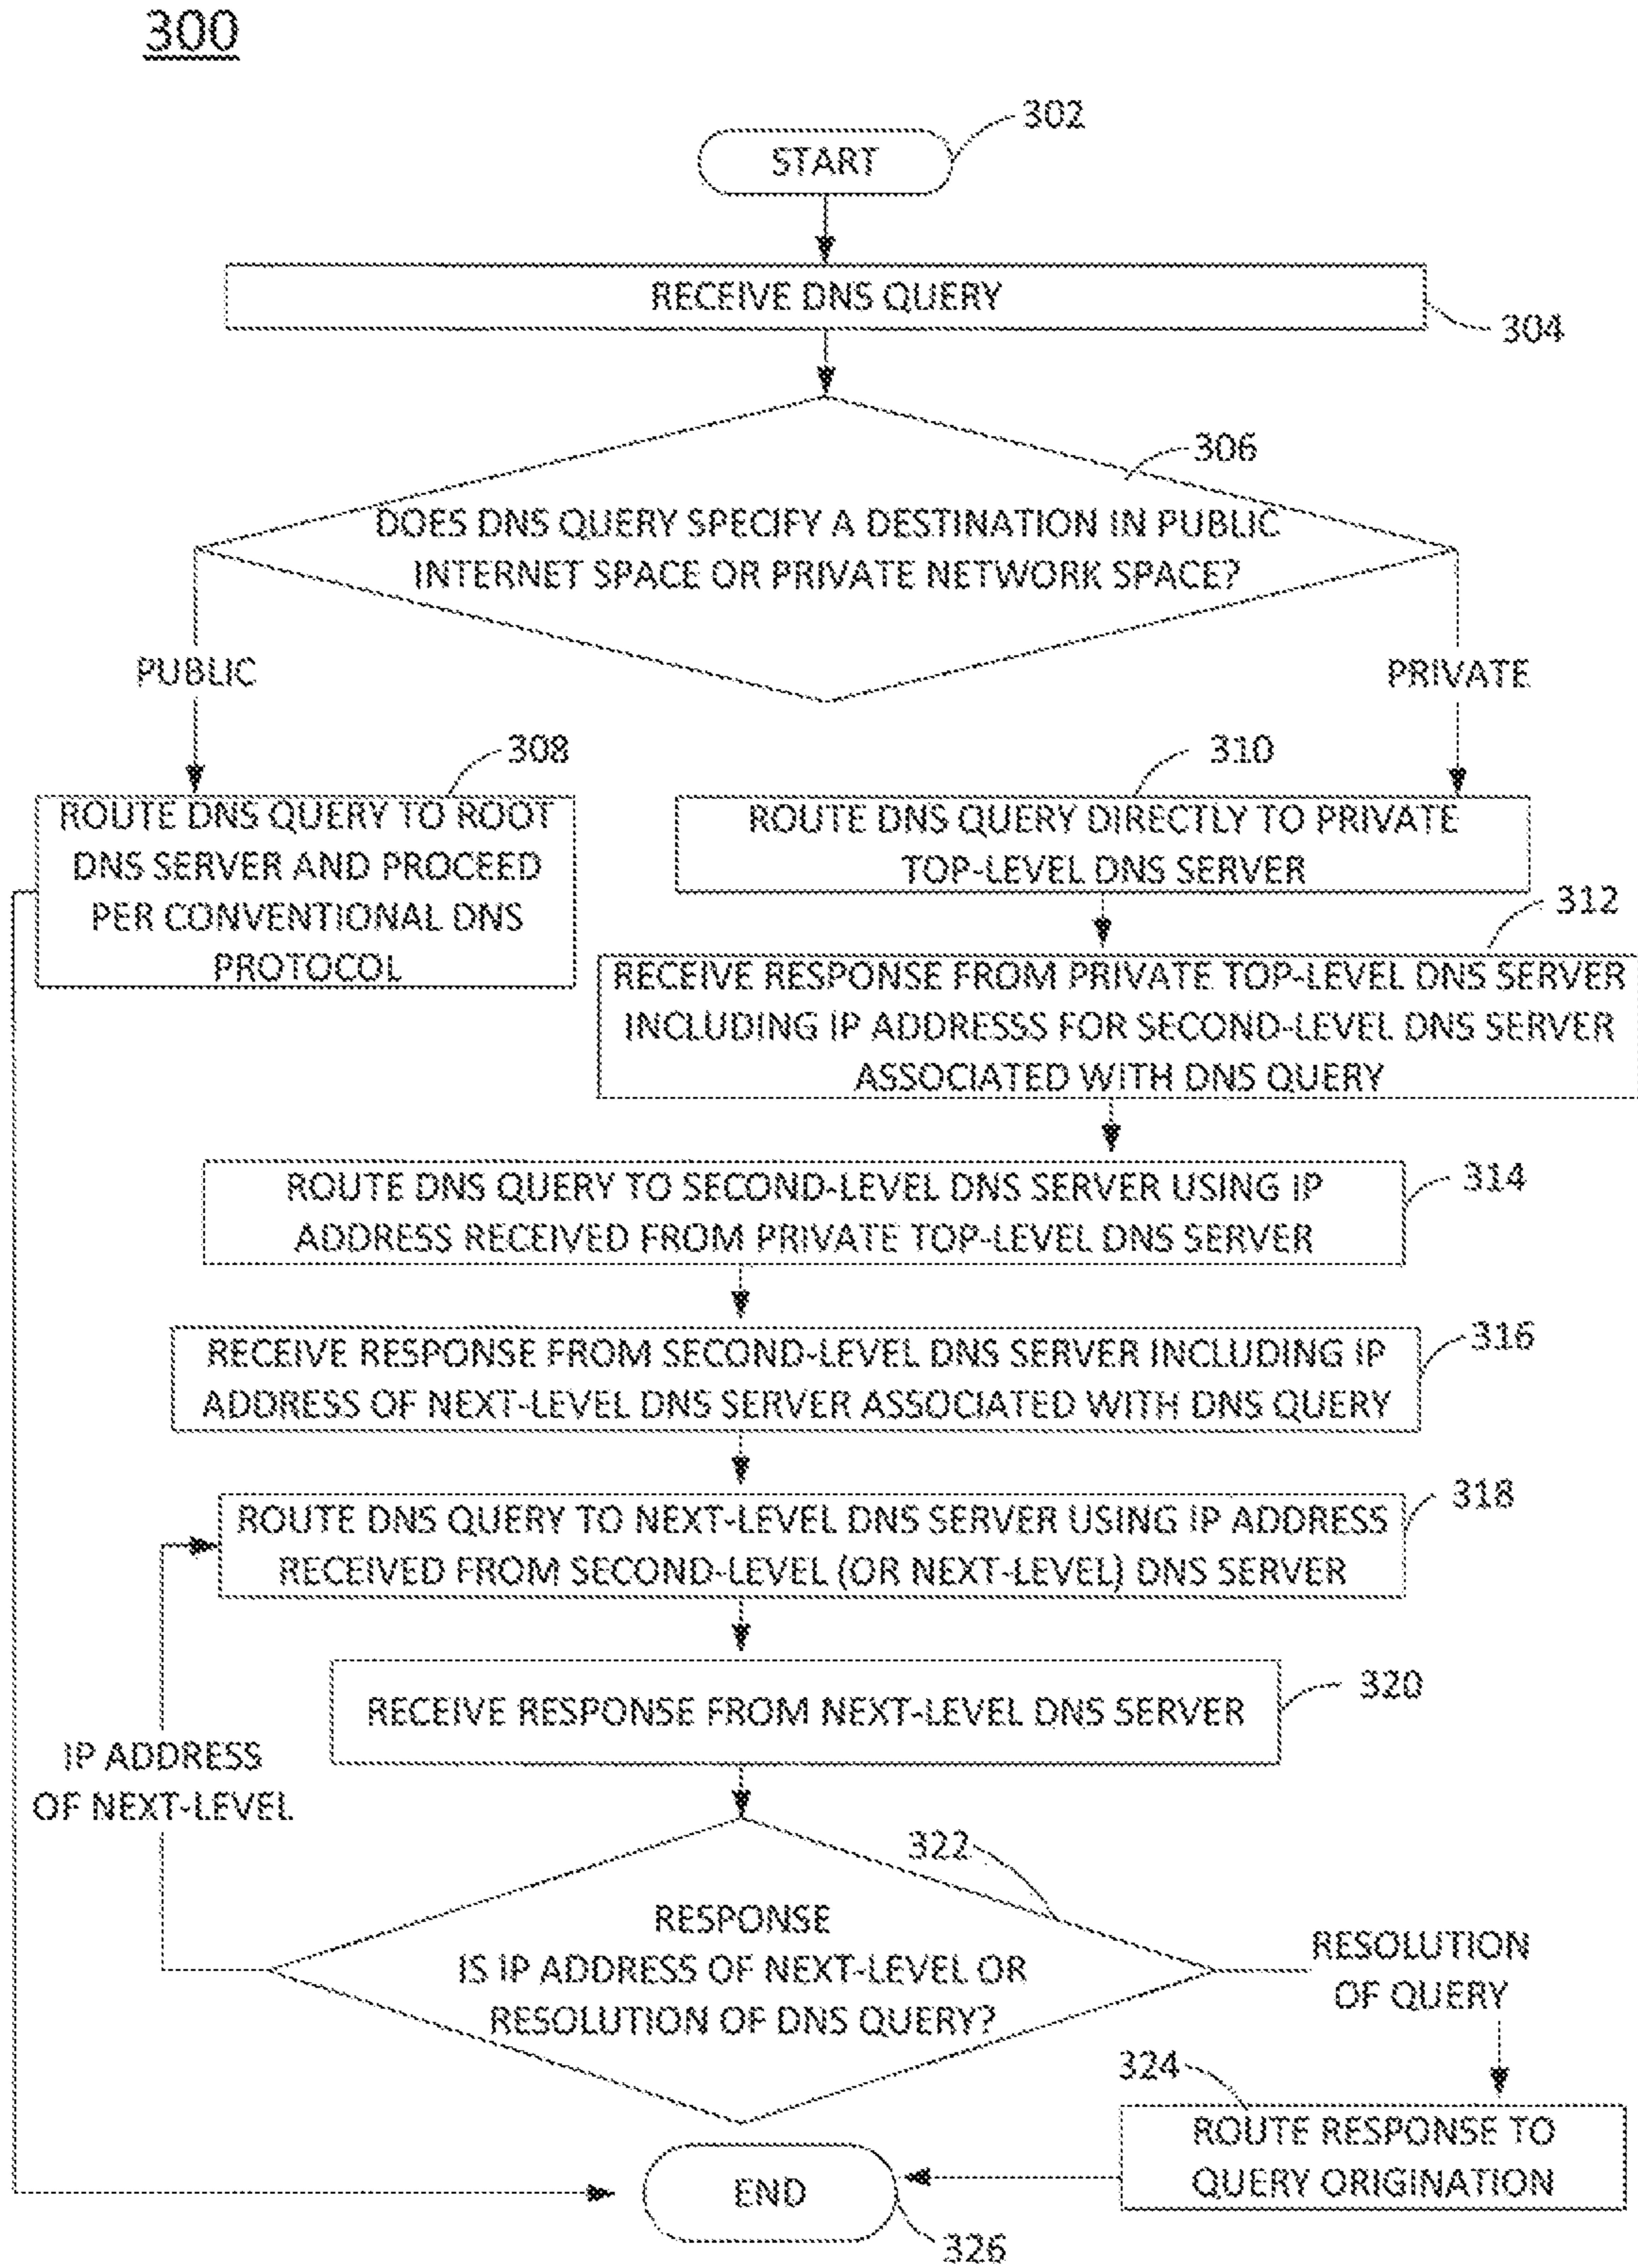 300
302
START
RECEIVE DNS QUERY
304
306
DOES DNS QUERY SPECIFY A DESTINATION IN PUBLIC
INTERNET SPACE OR PRIVATE NETWORK SPACE?
PUBLIC
PRIVATE
308
310
ROUTE DNS QUERY TO ROOT
DNS SERVER AND PROCEED
PER CONVENTIONAL DNS
PROTOCOL
ROUTE DNS QUERY DIRECTLY TO PRIVATE
TOP-LEVEL DNS SERVER
312
RECEIVE RESPONSE FROM PRIVATE TOP-LEVEL DNS SERVER
INCLUDING IP ADDRESSS FOR SECOND-LEVEL DNS SERVER
ASSOCIATED WITH DNS QUERY
314
ROUTE DNS QUERY TO SECOND-LEVEL DNS SERVER USING IP
ADDRESS RECEIVED FROM PRIVATE TOP-LEVEL DNS SERVER
316
RECEIVE RESPONSE FROM SECOND-LEVEL DNS SERVER INCLUDING IP
ADDRESS OF NEXT-LEVEL DNS SERVER ASSOCIATED WITH DNS QUERY
318
ROUTE DNS QUERY TO NEXT-LEVEL DNS SERVER USING IP ADDRESS
RECEIVED FROM SECOND-LEVEL (OR NEXT-LEVEL) DNS SERVER
320
RECEIVE RESPONSE FROM NEXT-LEVEL DNS SERVER
IP ADDRESS
OF NEXT-LEVEL
322
RESPONSE
IS IP ADDRESS OF NEXT-LEVEL OR
RESOLUTION OF DNS QUERY?
RESOLUTION
OF QUERY
324
ROUTE RESPONSE TO
QUERY ORIGINATION
END
326